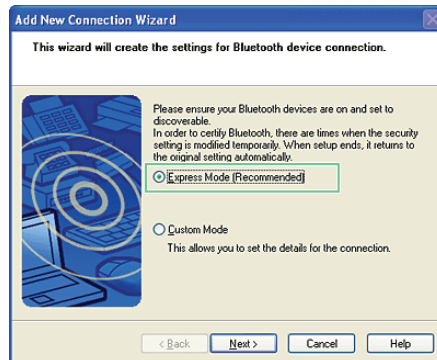 Add New Connection Wizard
This wizard will create the settings for Bluetooth device connection.
Please ensure your Bluetooth devices are on and set to
discoverable.
In order to certify Bluetooth, there are times when the security
setting is modified temporarily. When setup ends, it returns to
the original setting automatically.
Express Mode (Recommended)
Custom Mode
This allows you to set the details for the connection.
< Back Next > Cancel Help